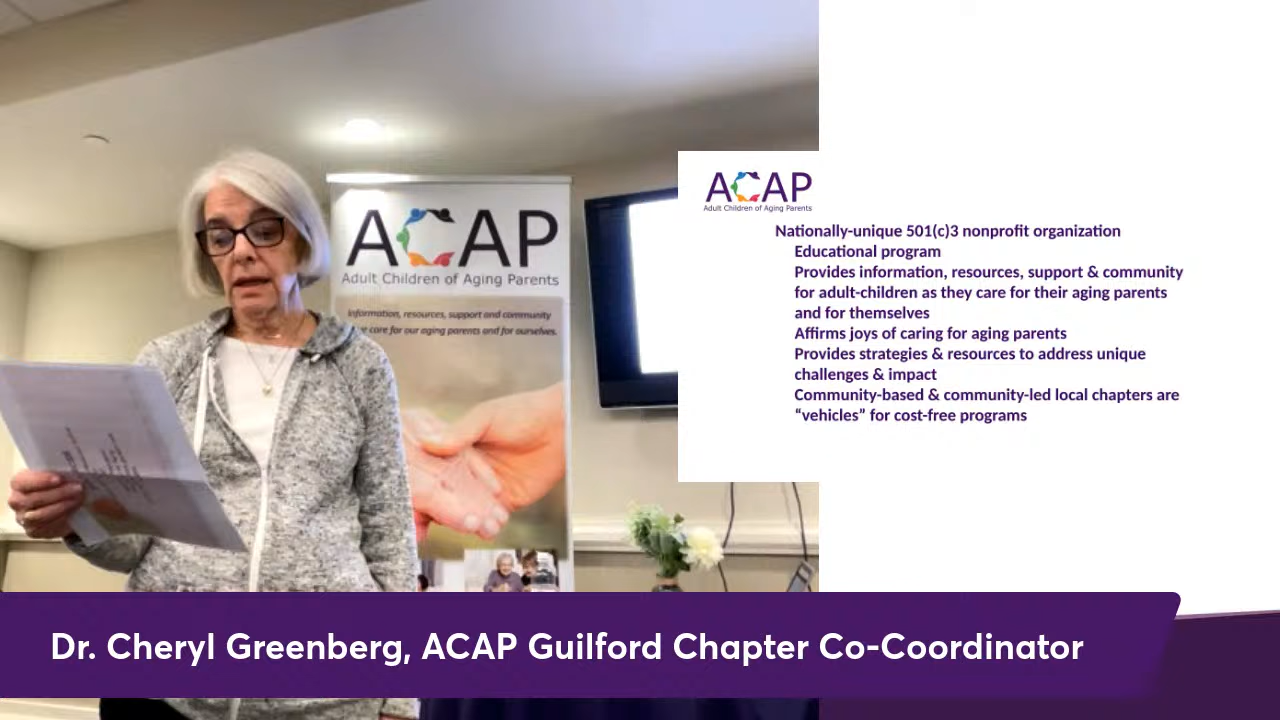 ACAP
Adult Children of Aging Parents
Information, resources, support and community
care for our aging parents and for ourselves.
ACAP
Adult Children of Aging Parents
Nationally-unique 501(c)3 nonprofit organization
Educational program
Provides information, resources, support & community
for adult-children as they care for their aging parents
and for themselves
Affirms joys of caring for aging parents
Provides strategies & resources to address unique
challenges & impact
Community-based & community-led local chapters are
“vehicles” for cost-free programs
Dr. Cheryl Greenberg, ACAP Guilford Chapter Co-Coordinator